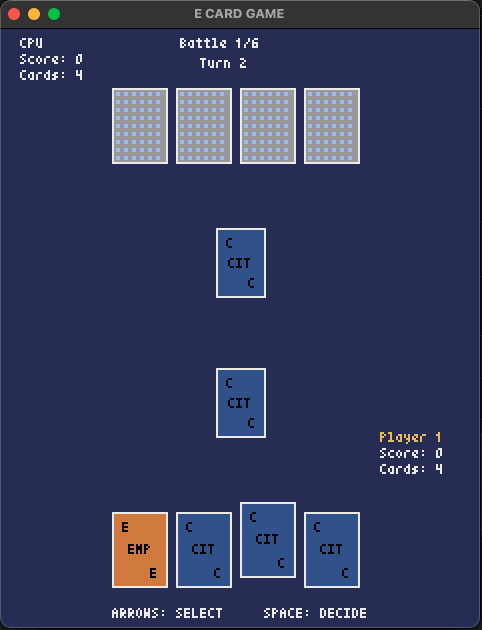 E CARD GAME
CPU
Score: 0
Cards: 4
Battle 1/6
Turn 2
C
CIT
C
C
CIT
C
Player 1
Score: 0
Cards: 4
E
EMP
E
C
CIT
C
C
CIT
C
C
CIT
C
ARROWS: SELECT SPACE: DECIDE